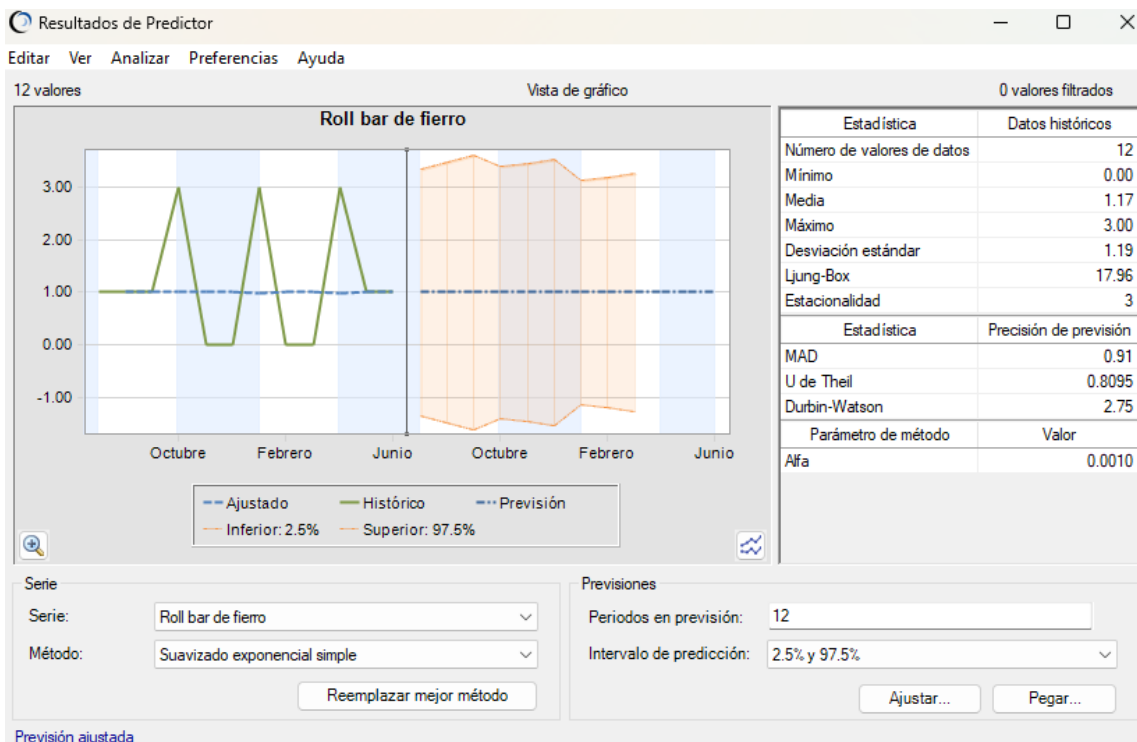 Resultados de Predictor
Editar Ver Analizar Preferencias Ayuda
12 valores Vista de gráfico 0 valores filtrados
Roll bar de fierro
3.00
2.00
1.00
0.00
-1.00
Octubre Febrero Junio Octubre Febrero Junio
Ajustado Histórico Previsión
Inferior: 2.5% Superior: 97.5%
Estadística Datos históricos
Número de valores de datos 12
Mínimo 0.00
Media 1.17
Máximo 3.00
Desviación estándar 1.19
Ljung-Box 17.96
Estacionalidad 3
Estadística Precisión de previsión
MAD 0.91
U de Theil 0.8095
Durbin-Watson 2.75
Parámetro de método Valor
Alfa 0.0010
Serie
Serie: Roll bar de fierro
Método: Suavizado exponencial simple
Reemplazar mejor método
Previsiones
Periodos en previsión: 12
Intervalo de predicción: 2.5% y 97.5%
Ajustar... Pegar...
Previsión ajustada